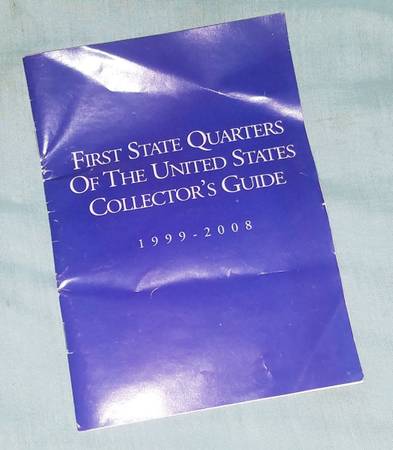 First State Quarters
Of The United States
Collector's Guide
1999-2008